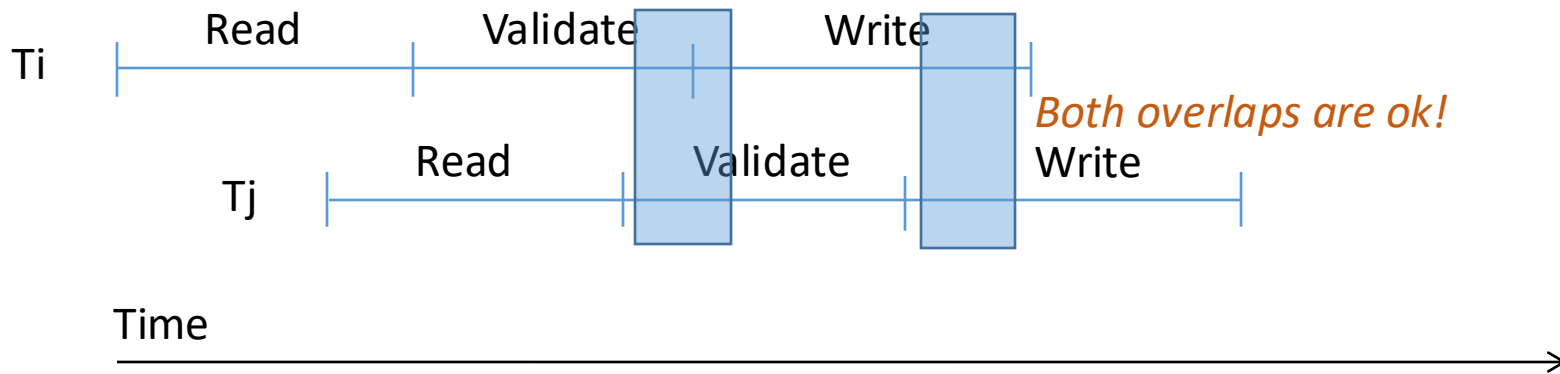 Read Validate Write
Ti
Both overlaps are ok!
Read Validate Write
Tj
Time